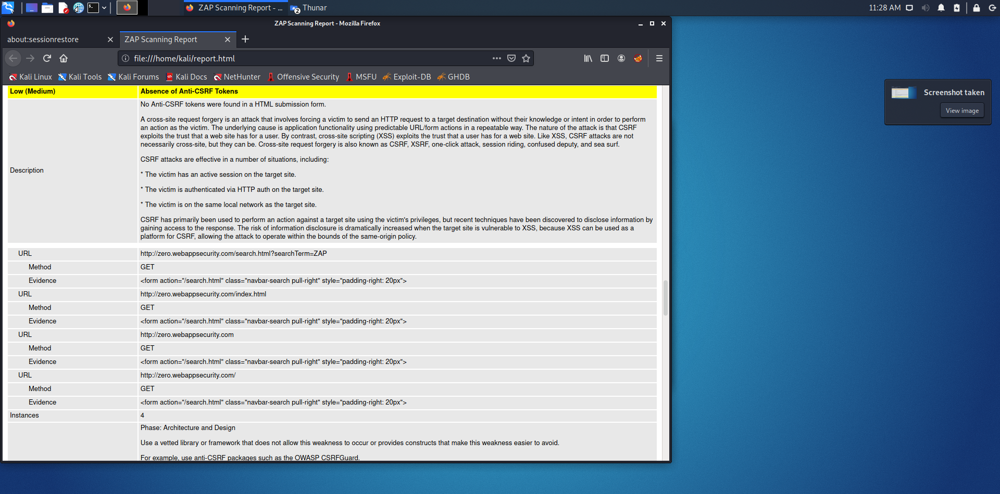 ZAP Scanning Report - ...
Thunar
11:28 AM
ZAP Scanning Report - Mozilla Firefox
about:sessionrestore
ZAP Scanning Report
file:///home/kali/report.html
Kali Linux
Kali Tools
Kali Forums
Kali Docs
NetHunter
Offensive Security
MSFU
Exploit-DB
GHDB
Low (Medium)
Absence of Anti-CSRF Tokens
Description
No Anti-CSRF tokens were found in a HTML submission form.
A cross-site request forgery is an attack that involves forcing a victim to send an HTTP request to a target destination without their knowledge or intent in order to perform
an action as the victim. The underlying cause is application functionality using predictable URL/form actions in a repeatable way. The nature of the attack is that CSRF
exploits the trust that a web site has for a user. By contrast, cross-site scripting (XSS) exploits the trust that a user has for a web site. Like XSS, CSRF attacks are not
necessarily cross-site, but they can be. Cross-site request forgery is also known as CSRF, XSRF, one-click attack, session riding, confused deputy, and sea surf.
CSRF attacks are effective in a number of situations, including:
* The victim has an active session on the target site.
* The victim is authenticated via HTTP auth on the target site.
* The victim is on the same local network as the target site.
CSRF has primarily been used to perform an action against a target site using the victim's privileges, but recent techniques have been discovered to disclose information by
gaining access to the response. The risk of information disclosure is dramatically increased when the target site is vulnerable to XSS, because XSS can be used as a
platform for CSRF, allowing the attack to operate within the bounds of the same-origin policy.
URL
http://zero.webappsecurity.com/search.html?searchTerm=ZAP
Method
GET
Evidence
<form action="/search.html" class="navbar-search pull-right" style="padding-right: 20px">
URL
http://zero.webappsecurity.com/index.html
Method
GET
Evidence
<form action="/search.html" class="navbar-search pull-right" style="padding-right: 20px">
URL
http://zero.webappsecurity.com
Method
GET
Evidence
<form action="/search.html" class="navbar-search pull-right" style="padding-right: 20px">
URL
http://zero.webappsecurity.com/
Method
GET
Evidence
<form action="/search.html" class="navbar-search pull-right" style="padding-right: 20px">
Instances
4
Phase: Architecture and Design
Use a vetted library or framework that does not allow this weakness to occur or provides constructs that make this weakness easier to avoid.
For example, use anti-CSRF packages such as the OWASP CSRFGuard.
Screenshot taken
View image